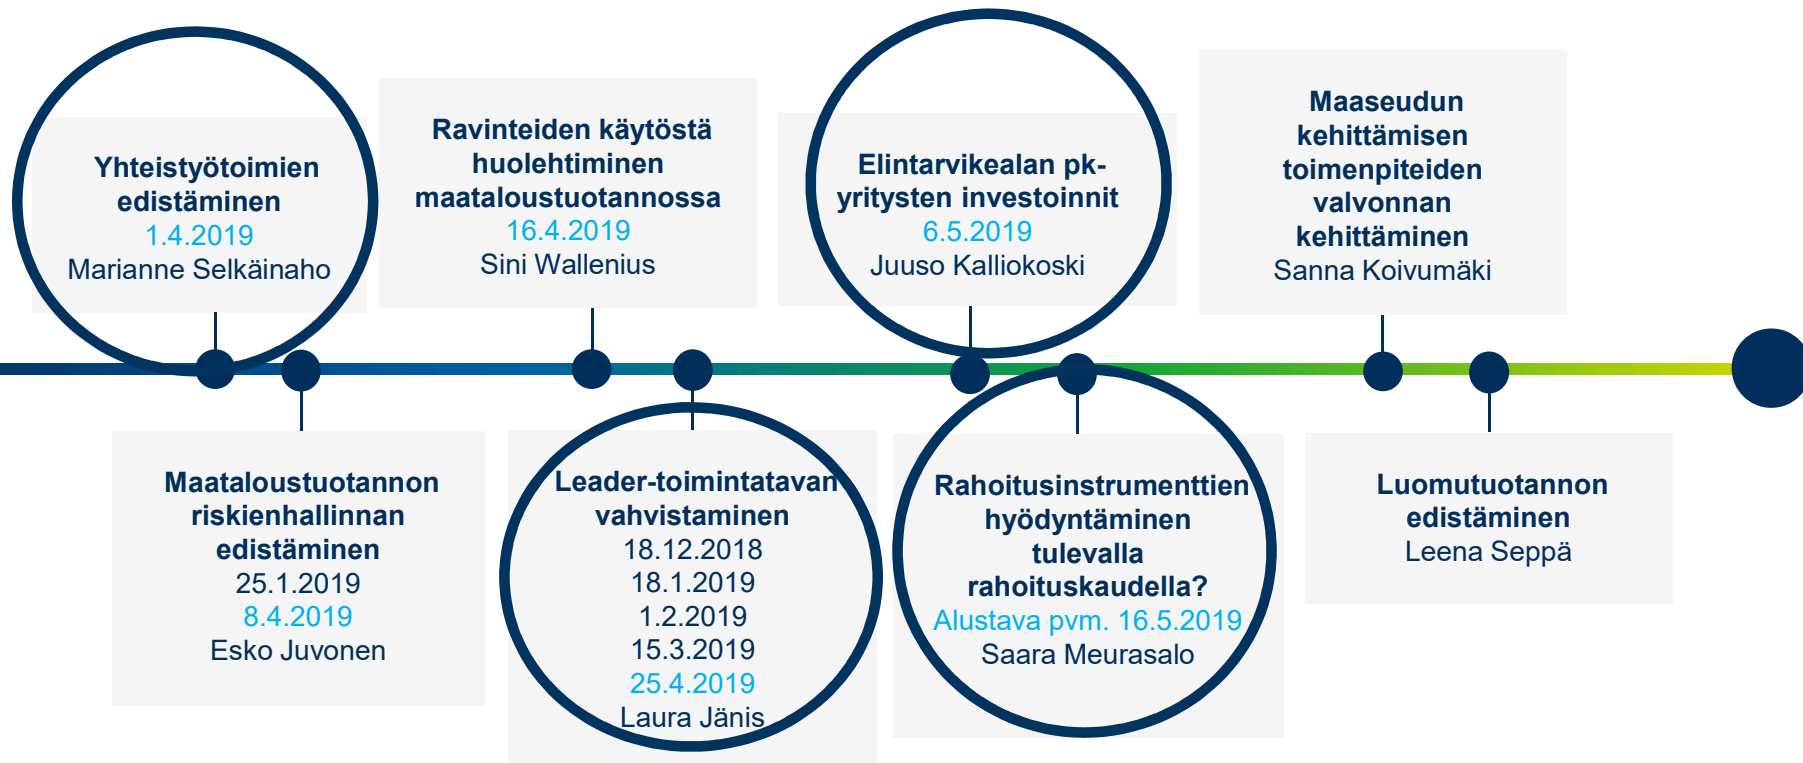 Yhteistyötoimien
edistäminen
1.4.2019
Marianne Selkäinaho
Ravinteiden käytöstä
huolehtiminen
maataloustuotannossa
16.4.2019
Sini Wallenius
Elintarvikealan pk-
yritysten investoinnit
6.5.2019
Juuso Kalliokoski
Maaseudun
kehittämisen
toimenpiteiden
valvonnan
kehittäminen
Sanna Koivumäki
Maataloustuotannon
riskienhallinnan
edistäminen
25.1.2019
8.4.2019
Esko Juvonen
Leader-toimintatavan
vahvistaminen
18.12.2018
18.1.2019
1.2.2019
15.3.2019
25.4.2019
Laura Jänis
Rahoitusinstrumenttien
hyödyntäminen
tulevalla
rahoituskaudella?
Alustava pvm. 16.5.2019
Saara Meurasalo
Luomutuotannon
edistäminen
Leena Seppä